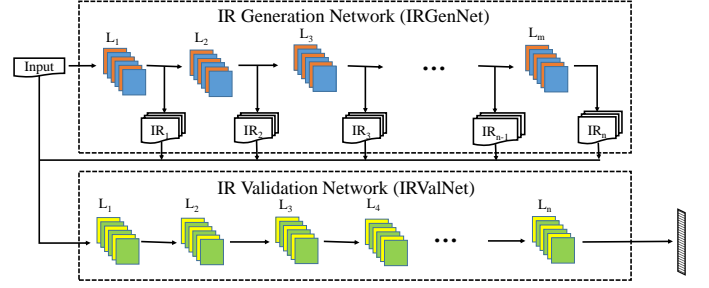 IR Generation Network (IRGenNet)
L1 L2 L3 Lm
Input
...
IR1 IR2 IR3 IRn-1 IRn
IR Validation Network (IRValNet)
L1 L2 L3 L4 Ln
...